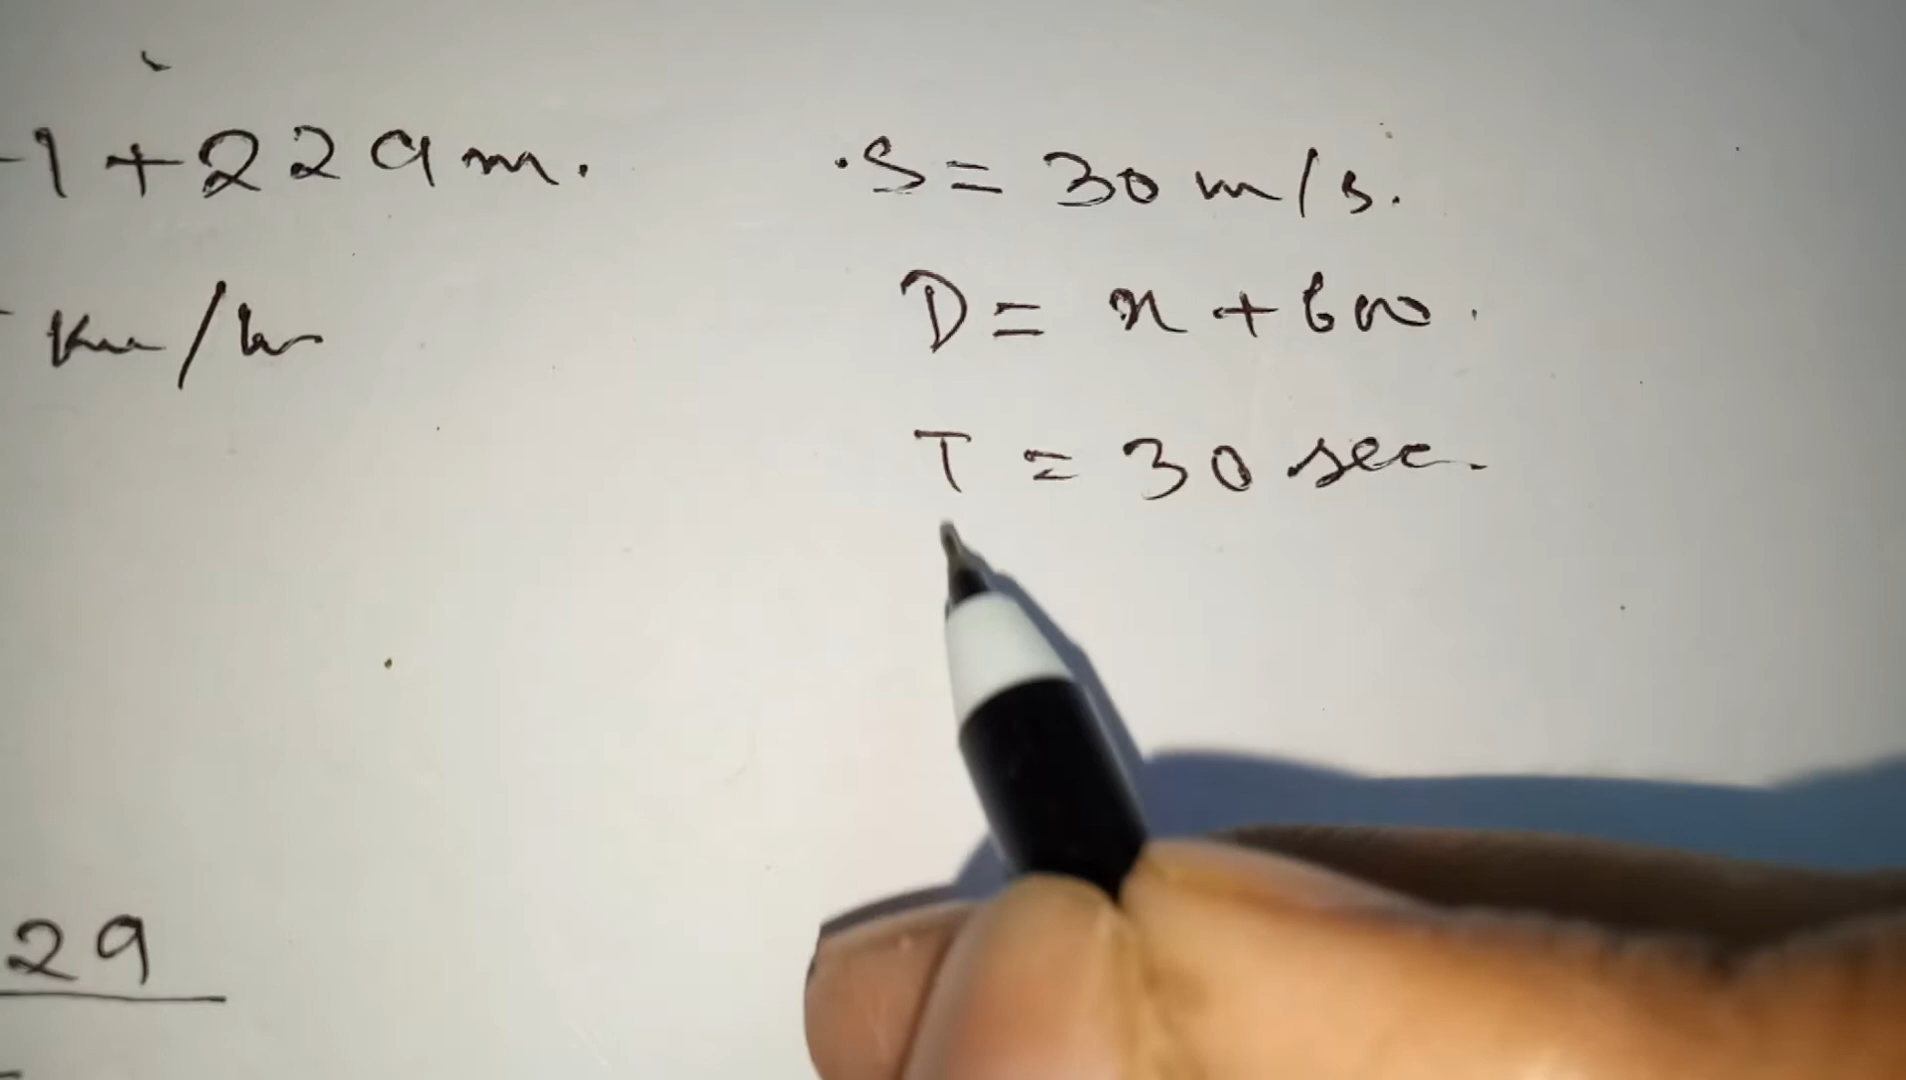 1+229m.
km/hr
29
S = 30 m/s.
D = x + 600.
T = 30 sec.